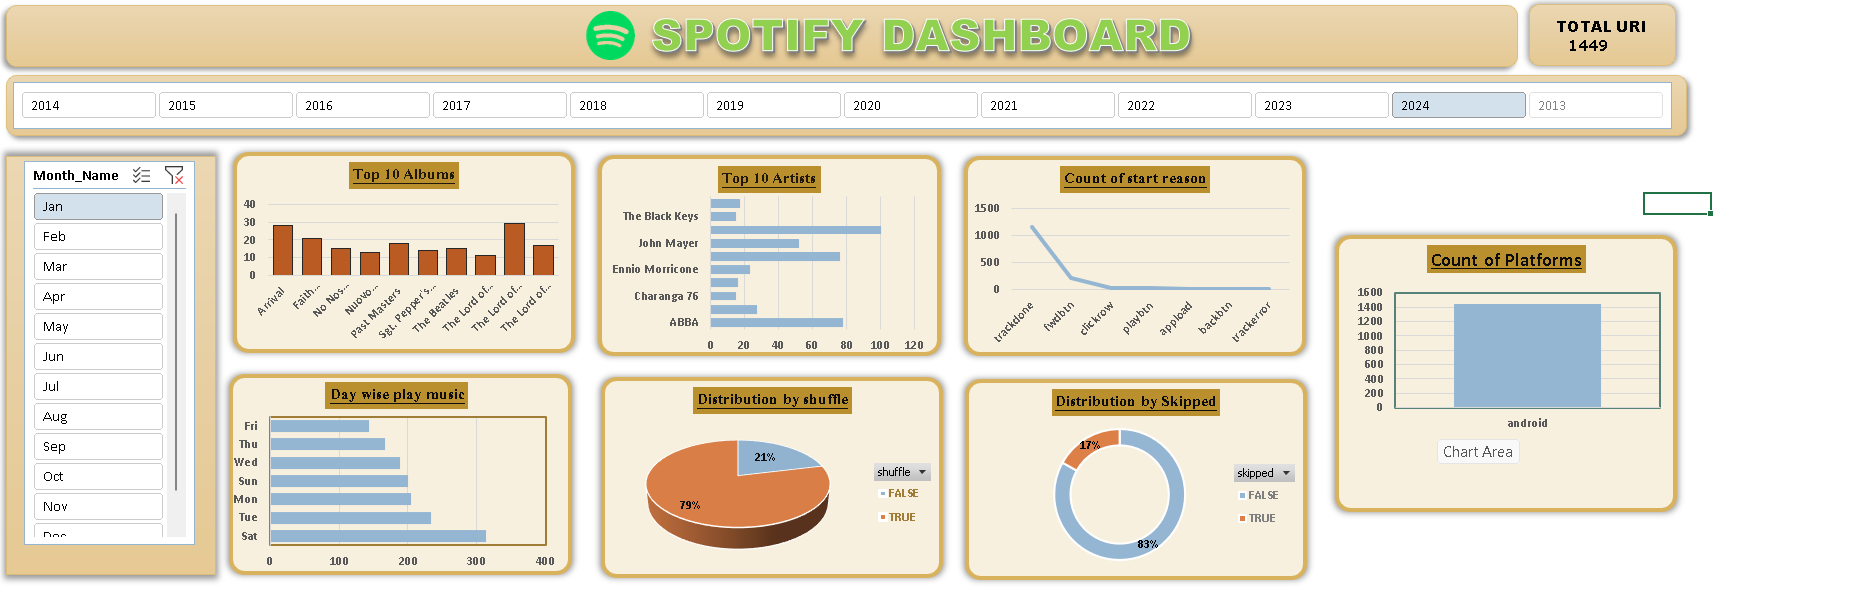 SPOTIFY DASHBOARD
TOTAL URI
1449
2014
2015
2016
2017
2018
2019
2020
2021
2022
2023
2024
2013
Month_Name
Jan
Feb
Mar
Apr
May
Jun
Jul
Aug
Sep
Oct
Nov
Dec
Top 10 Albums
40
30
20
10
0
Arrival
Faith...
No Nos...
Nuovo...
Past Masters
Sgt. Pepper's...
The Beatles
The Lord of...
The Lord of...
The Lord of...
Top 10 Artists
The Black Keys
John Mayer
Ennio Morricone
Charanga 76
ABBA
0 20 40 60 80 100 120
Count of start reason
1500
1000
500
0
trackdone
fwdbtn
clickrow
playbtn
appload
backbtn
trackerror
Count of Platforms
1600
1400
1200
1000
800
600
400
200
0
android
Chart Area
Day wise play music
Fri
Thu
Wed
Sun
Mon
Tue
Sat
0 100 200 300 400
Distribution by shuffle
21%
79%
shuffle
FALSE
TRUE
Distribution by Skipped
17%
83%
skipped
FALSE
TRUE